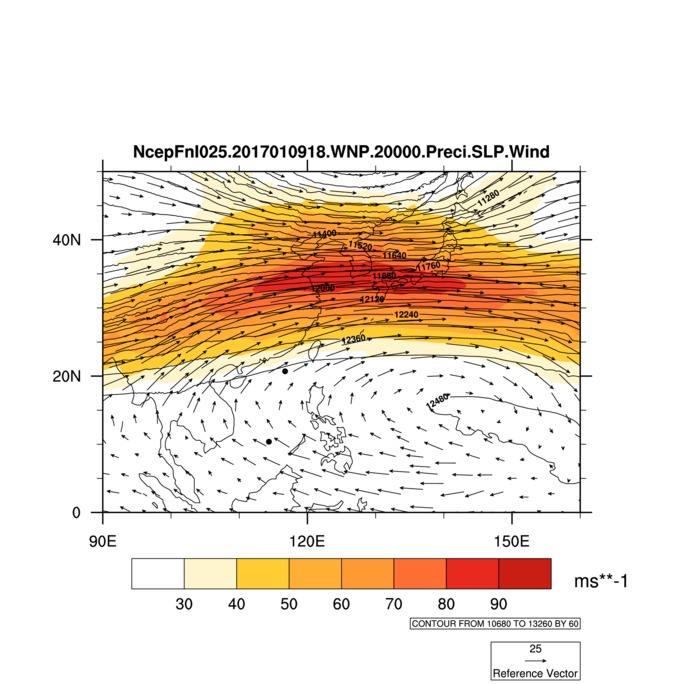 NcepFnl025.2017010918.WNP.20000.Preci.SLP.Wind
11280
11400
11520
40N
11640
11760
11880
12000
12120
12240
12360
20N
12480
0
90E 120E 150E
ms**-1
30 40 50 60 70 80 90
CONTOUR FROM 10680 TO 13260 BY 60
25
Reference Vector